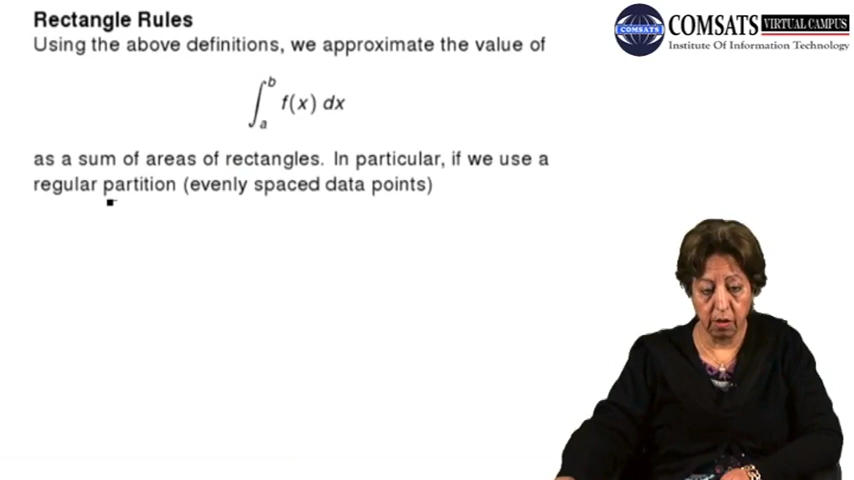 Rectangle Rules
Using the above definitions, we approximate the value of
∫_a^b f(x) dx
as a sum of areas of rectangles. In particular, if we use a
regular partition (evenly spaced data points)
COMSATS
COMSATS VIRTUAL CAMPUS
Institute Of Information Technology